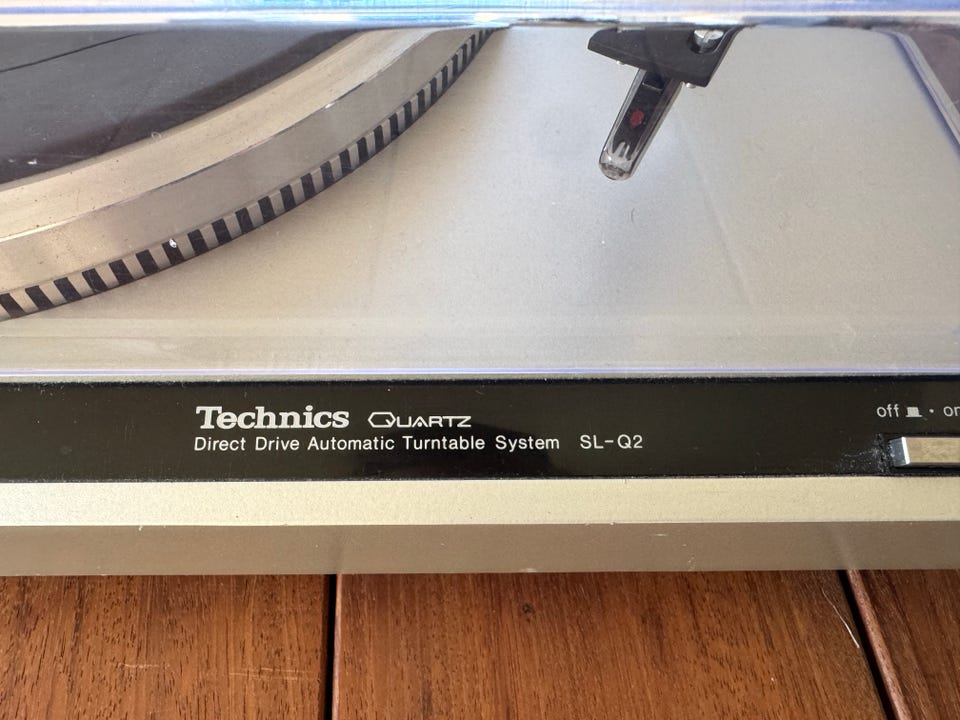 Technics QUARTZ
Direct Drive Automatic Turntable System SL-Q2
off · on